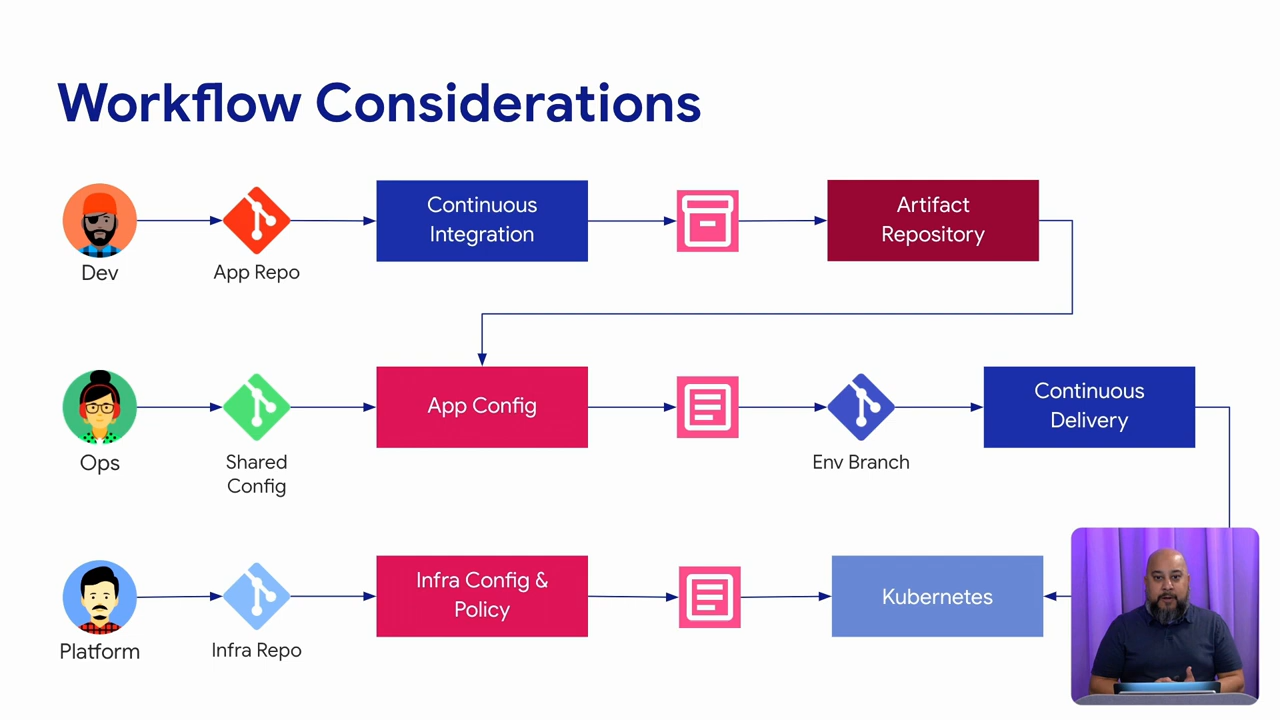 Workflow Considerations
Continuous
Integration
Artifact
Repository
Dev
App Repo
App Config
Continuous
Delivery
Ops
Shared
Config
Env Branch
Infra Config &
Policy
Kubernetes
Platform
Infra Repo